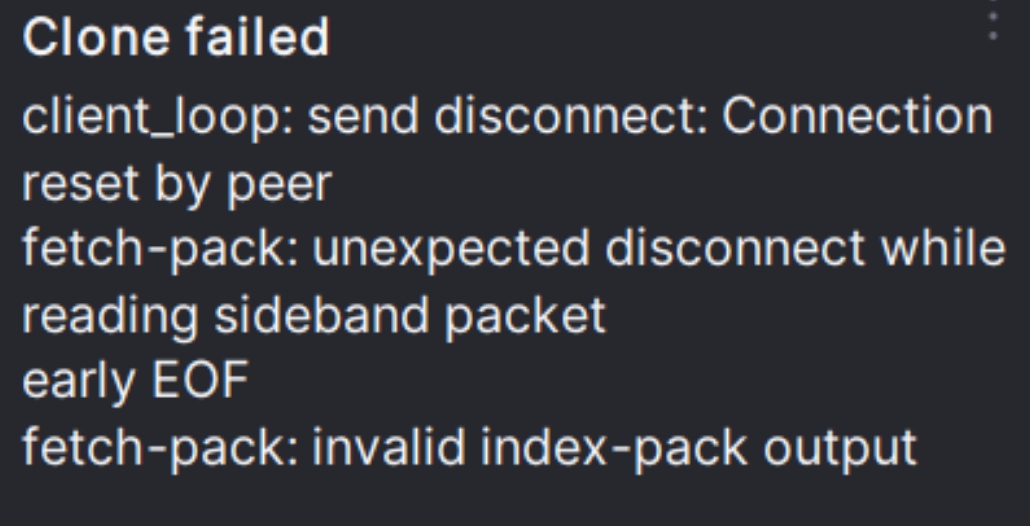 Clone failed
client_loop: send disconnect: Connection
reset by peer
fetch-pack: unexpected disconnect while
reading sideband packet
early EOF
fetch-pack: invalid index-pack output